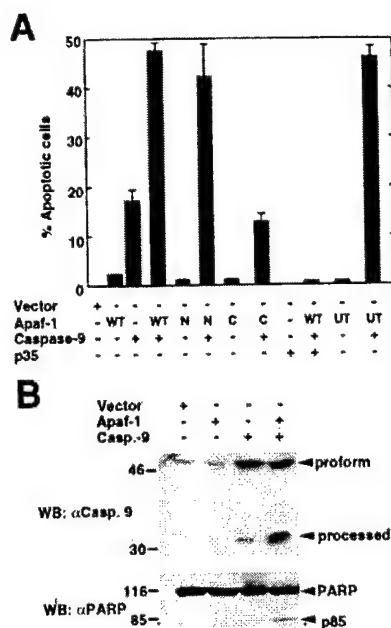 A
50
40
30
20
10
0
% Apoptotic cells
Vector + - - - - - - - - - - -
Apaf-1 - WT - WT N N C C - WT UT UT
Caspase-9 - - + + - + - + - + - +
p35 - - - - - - - - + + - -
B
Vector + - - -
Apaf-1 - + - +
Casp.-9 - - + +
46 proform
WB: αCasp. 9
30 processed
116 PARP
WB: αPARP
85 p85